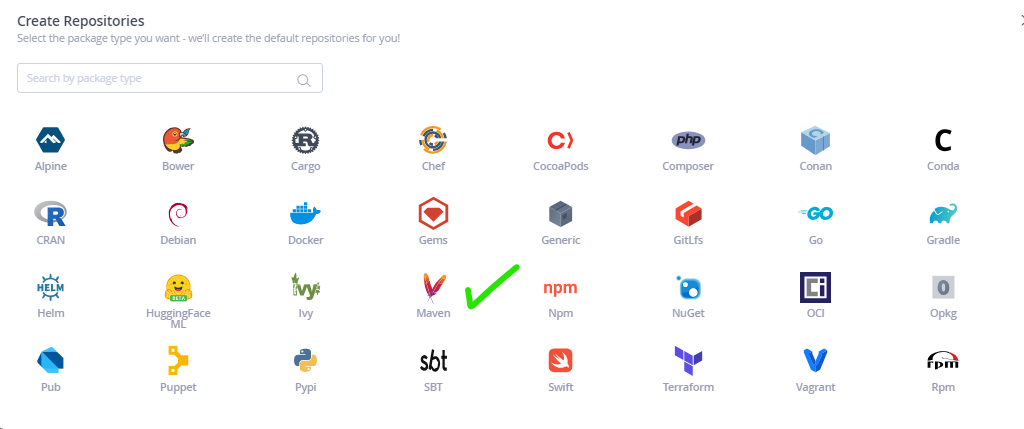 Create Repositories
Select the package type you want - we'll create the default repositories for you!
Search by package type
php
C
Alpine Bower Cargo Chef CocoaPods Composer Conan Conda
R
GO
CRAN Debian Docker Gems Generic GitLfs Go Gradle
HELM BETA Ivy npm Ci 0
Helm HuggingFace ML Ivy Maven Npm NuGet OCI Opkg
sbt rpm
Pub Puppet Pypi SBT Swift Terraform Vagrant Rpm